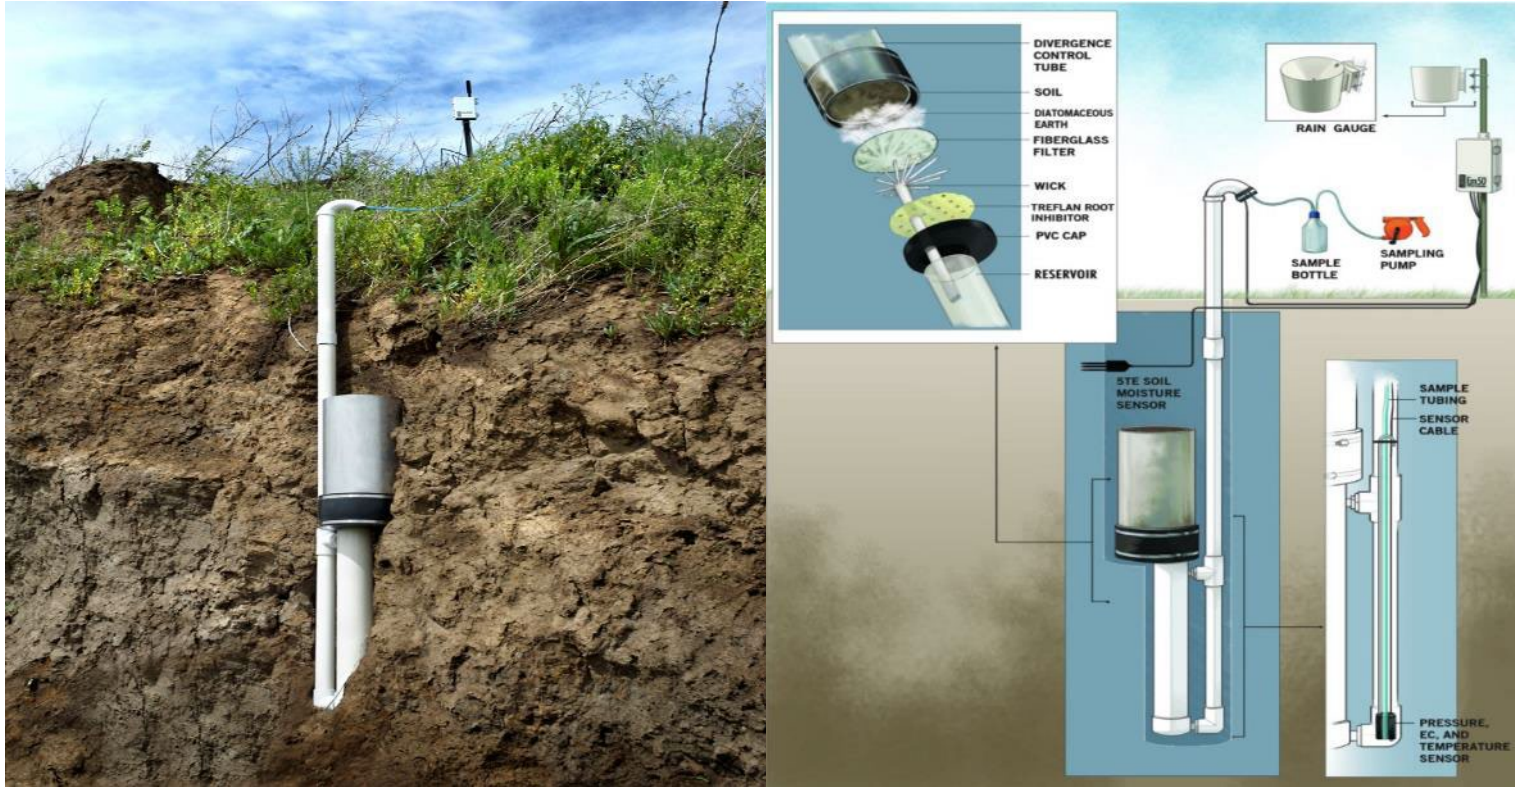 DIVERGENCE
CONTROL
TUBE
SOIL
DIATOMACEOUS
EARTH
FIBERGLASS
FILTER
WICK
TREFLAN ROOT
INHIBITOR
PVC CAP
RESERVOIR
RAIN GAUGE
Em50
SAMPLE
BOTTLE
SAMPLING
PUMP
5TE SOIL
MOISTURE
SENSOR
SAMPLE
TUBING
SENSOR
CABLE
PRESSURE,
EC, AND
TEMPERATURE
SENSOR